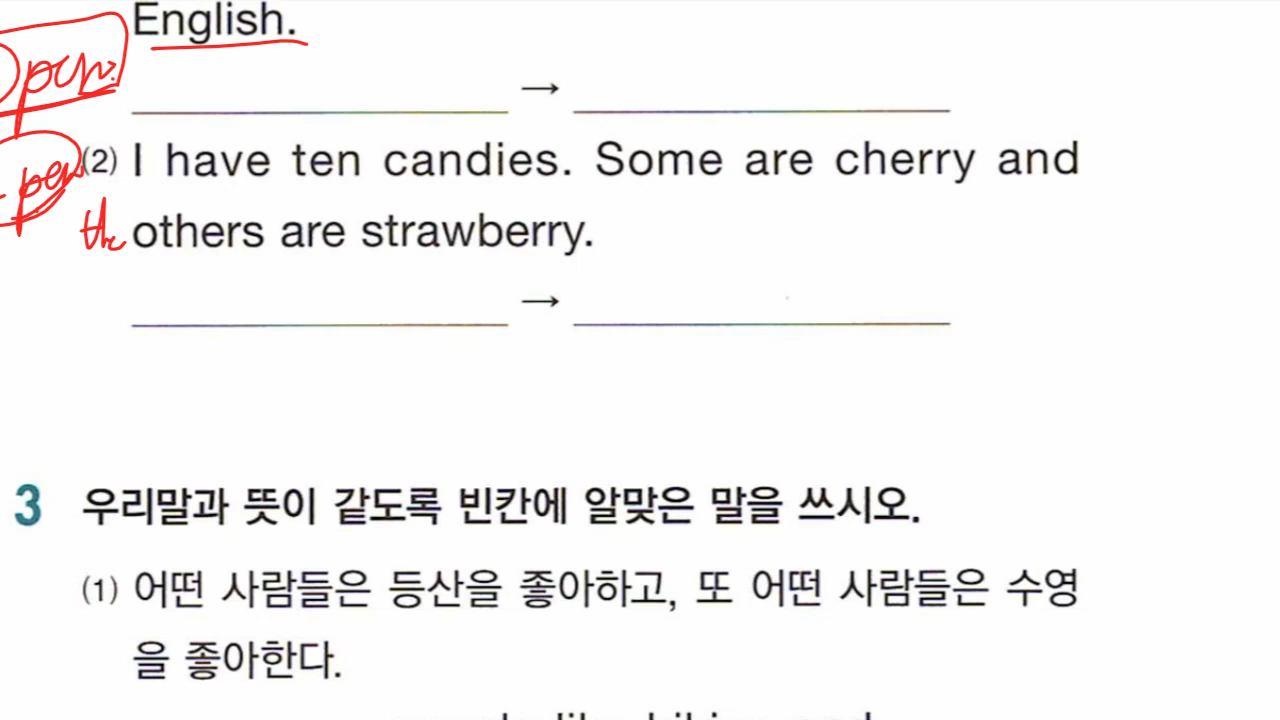 English.
open.
→
pen
(2) I have ten candies. Some are cherry and
the others are strawberry.
→
3 우리말과 뜻이 같도록 빈칸에 알맞은 말을 쓰시오.
(1) 어떤 사람들은 등산을 좋아하고, 또 어떤 사람들은 수영
을 좋아한다.